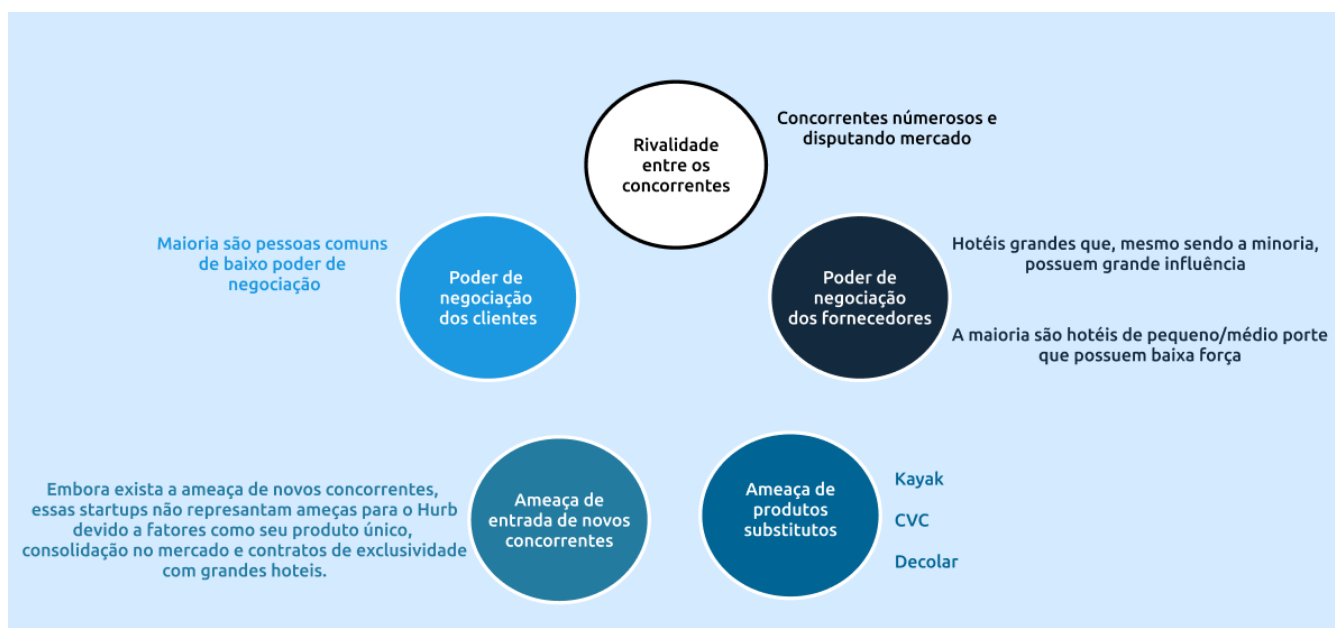 Rivalidade
entre os
concorrentes
Concorrentes númerosos e
disputando mercado
Maioria são pessoas comuns
de baixo poder de
negociação
Poder de
negociação
dos clientes
Poder de
negociação
dos fornecedores
Hotéis grandes que, mesmo sendo a minoria,
possuem grande influência
A maioria são hotéis de pequeno/médio porte
que possuem baixa força
Embora exista a ameaça de novos concorrentes,
essas startups não represantam ameças para o Hurb
devido a fatores como seu produto único,
consolidação no mercado e contratos de exclusividade
com grandes hoteis.
Ameaça de
entrada de novos
concorrentes
Ameaça de
produtos
substitutos
Kayak
CVC
Decolar